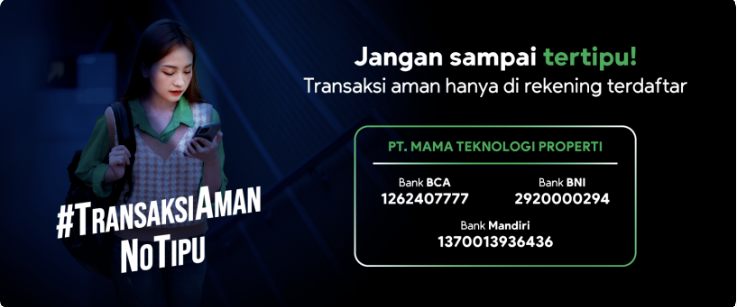 Jangan sampai tertipu!
Transaksi aman hanya di rekening terdaftar
PT. MAMA TEKNOLOGI PROPERTI
Bank BCA
1262407777
Bank BNI
2920000294
Bank Mandiri
1370013936436
#TRANSAKSIAMAN
NOTIPU